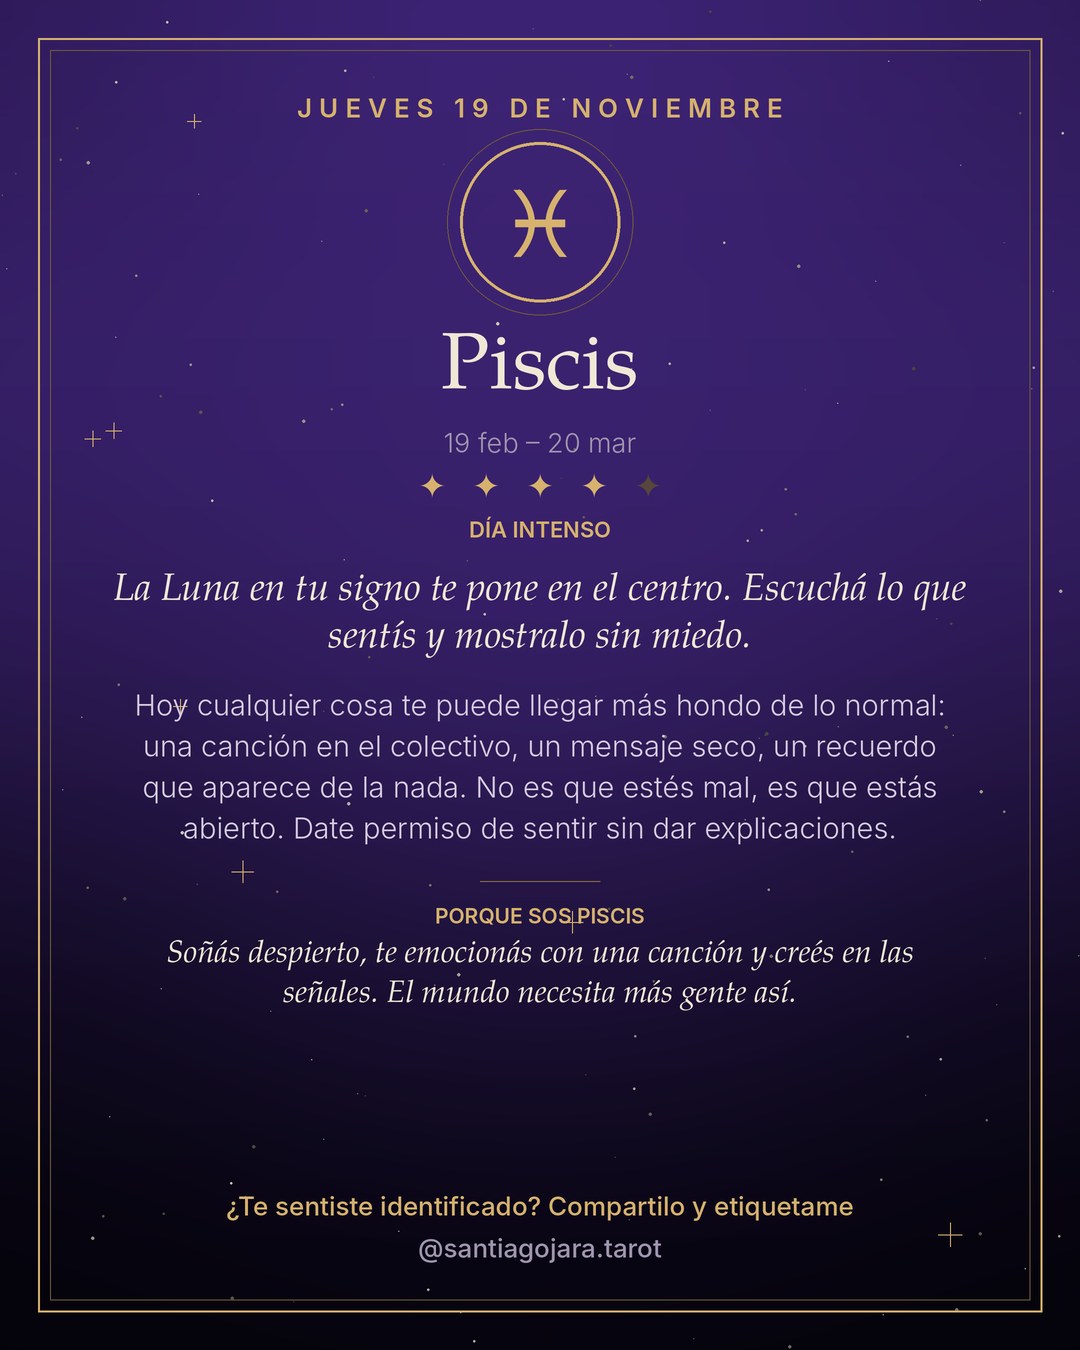 JUEVES 19 DE NOVIEMBRE
♓
Piscis
19 feb – 20 mar
DÍA INTENSO
La Luna en tu signo te pone en el centro. Escuchá lo que
sentís y mostralo sin miedo.
Hoy cualquier cosa te puede llegar más hondo de lo normal:
una canción en el colectivo, un mensaje seco, un recuerdo
que aparece de la nada. No es que estés mal, es que estás
abierto. Date permiso de sentir sin dar explicaciones.
PORQUE SOS PISCIS
Soñás despierto, te emocionás con una canción y creés en las
señales. El mundo necesita más gente así.
¿Te sentiste identificado? Compartilo y etiquetame
@santiagojara.tarot